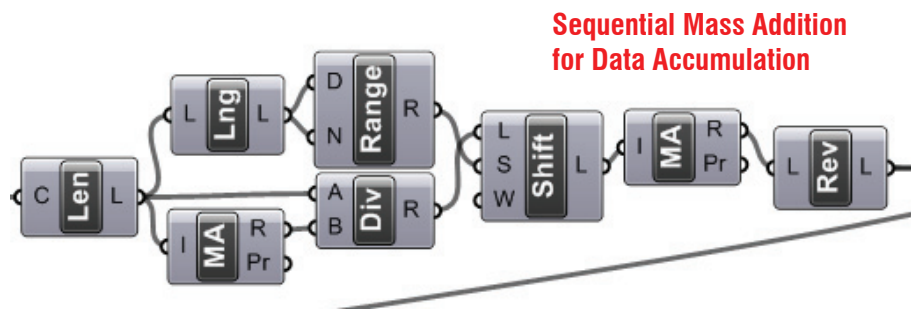 Sequential Mass Addition
for Data Accumulation
C Len L
L Lng L
I MA R Pr
D N Range R
A B Div R
L S W Shift L
I MA R Pr
L Rev L